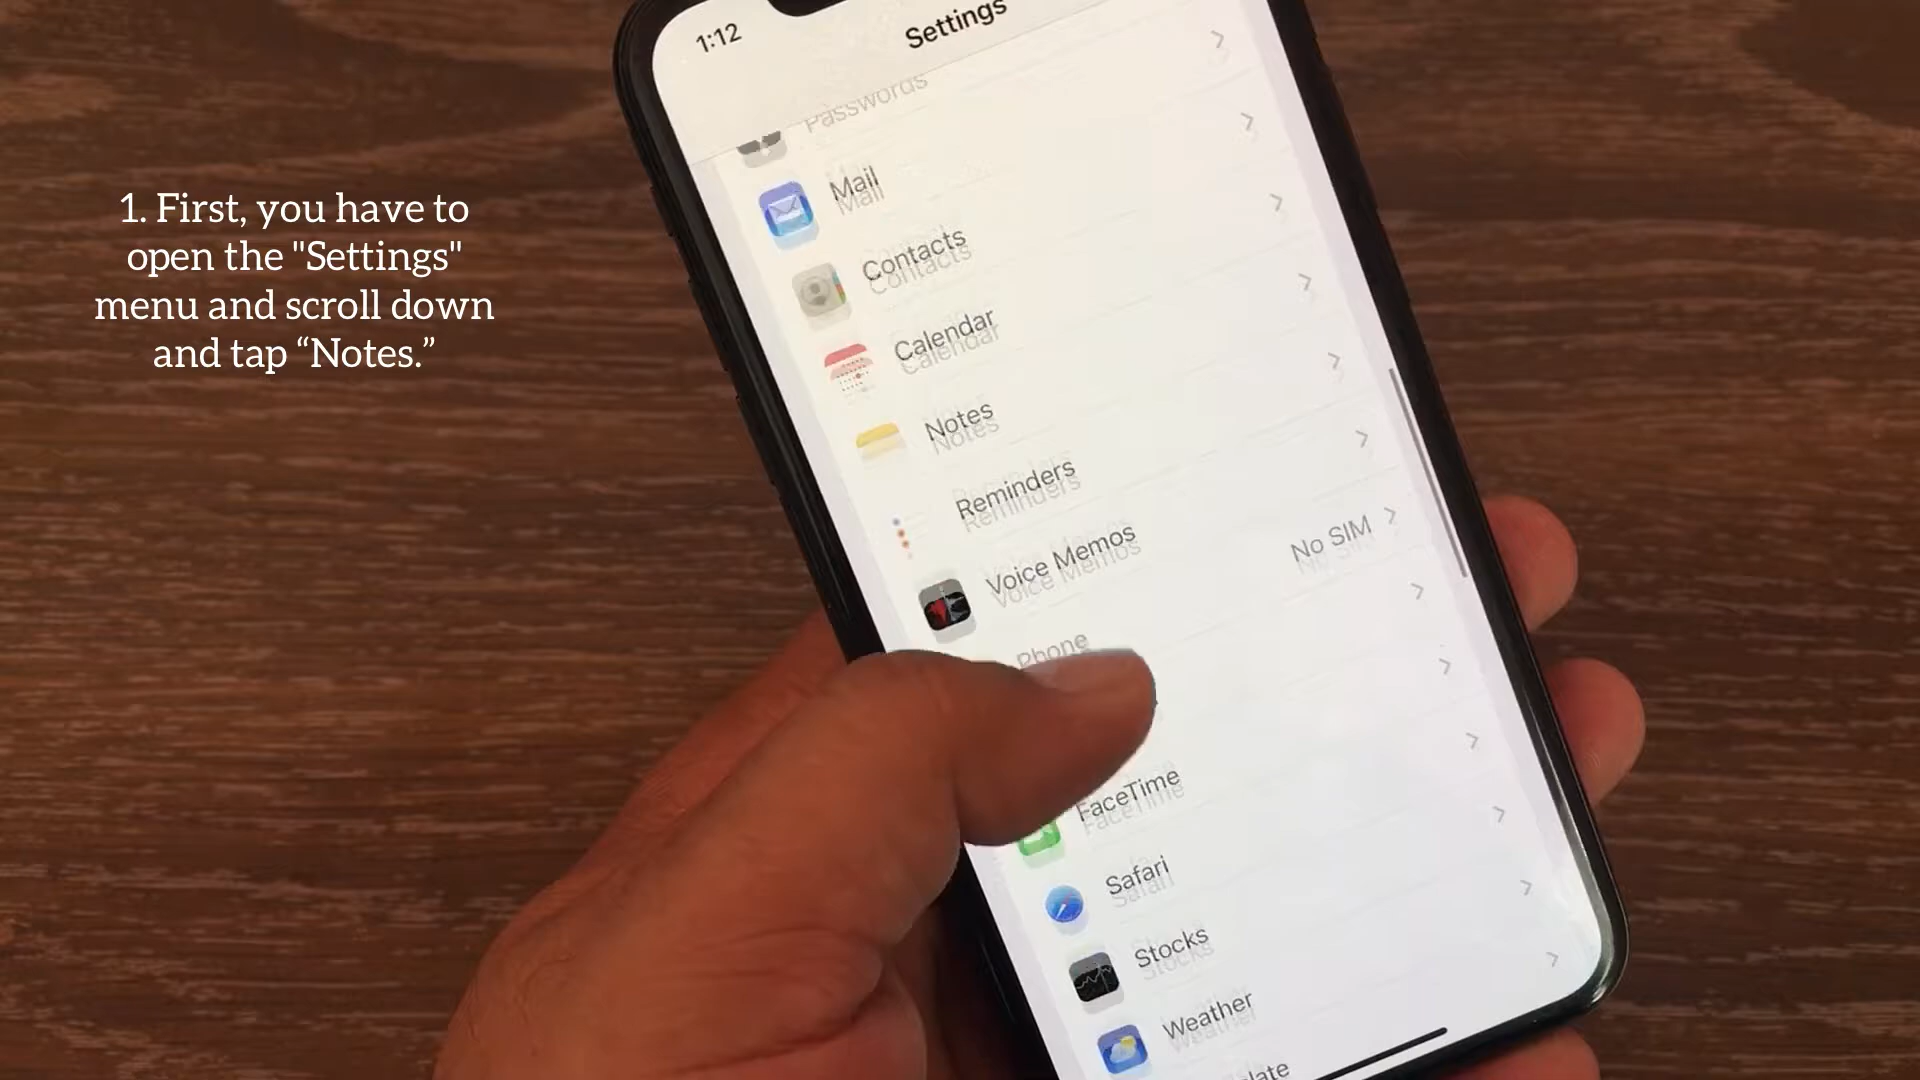 1. First, you have to
open the "Settings"
menu and scroll down
and tap “Notes.”
1:12
Settings
Passwords
Mail
Contacts
Calendar
Notes
Reminders
Voice Memos
Phone
No SIM
FaceTime
Safari
Stocks
Weather